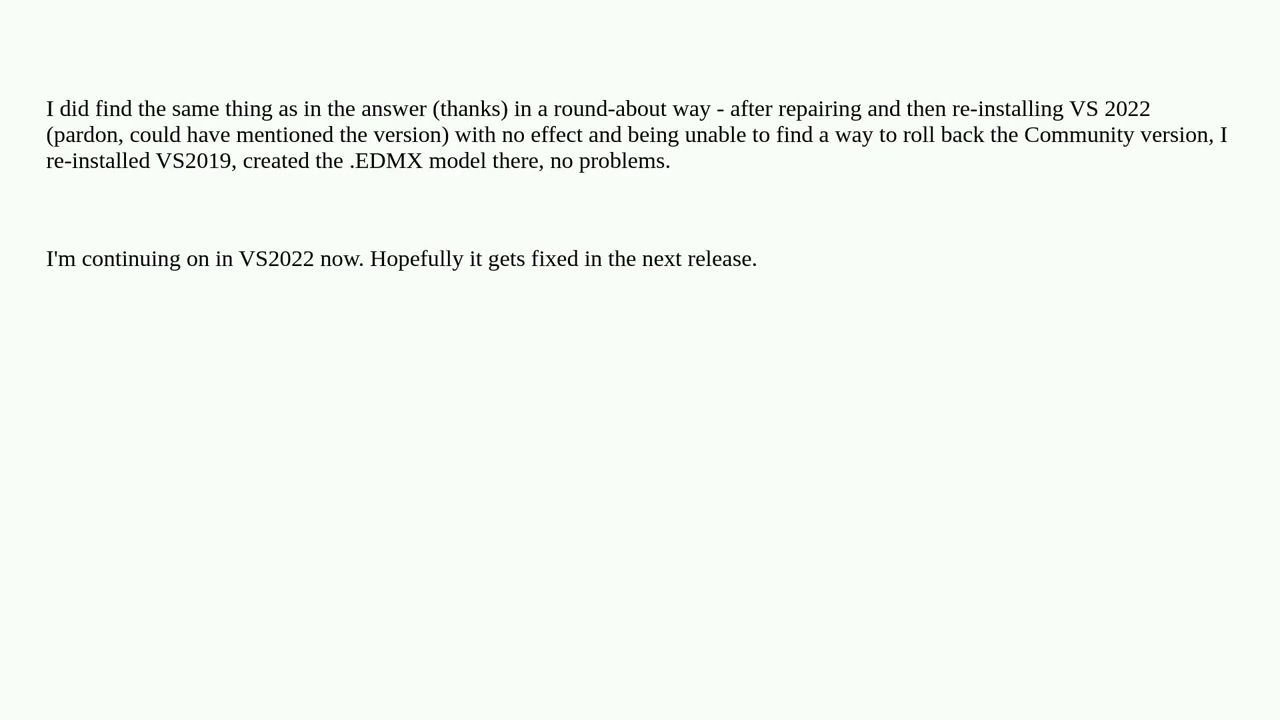 I did find the same thing as in the answer (thanks) in a round-about way - after repairing and then re-installing VS 2022
(pardon, could have mentioned the version) with no effect and being unable to find a way to roll back the Community version, I
re-installed VS2019, created the .EDMX model there, no problems.
I'm continuing on in VS2022 now. Hopefully it gets fixed in the next release.